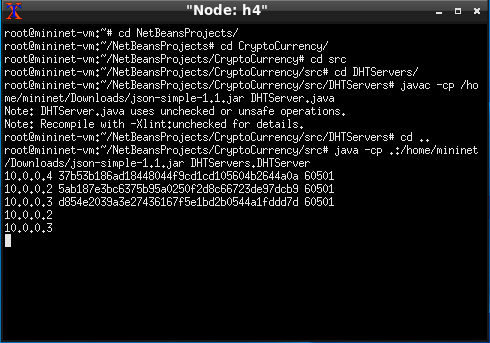 "Node: h4"
root@mininet-vm:~# cd NetBeansProjects/
root@mininet-vm:~/NetBeansProjects# cd CryptoCurrency/
root@mininet-vm:~/NetBeansProjects/CryptoCurrency# cd src
root@mininet-vm:~/NetBeansProjects/CryptoCurrency/src# cd DHTServers/
root@mininet-vm:~/NetBeansProjects/CryptoCurrency/src/DHTServers# javac -cp /ho
me/mininet/Downloads/json-simple-1.1.jar DHTServer.java
Note: DHTServer.java uses unchecked or unsafe operations.
Note: Recompile with -Xlint:unchecked for details.
root@mininet-vm:~/NetBeansProjects/CryptoCurrency/src/DHTServers# cd ..
root@mininet-vm:~/NetBeansProjects/CryptoCurrency/src# java -cp .:/home/mininet
/Downloads/json-simple-1.1.jar DHTServers.DHTServer
10.0.0.4 37b53b186ad18448044f9cd1cd105604b2644a0a 60501
10.0.0.2 5ab187e3bc6375b95a0250f2d8c66723de97dcb9 60501
10.0.0.3 d854e2039a3e27436167f5e1bd2b0544a1fddd7d 60501
10.0.0.2
10.0.0.3